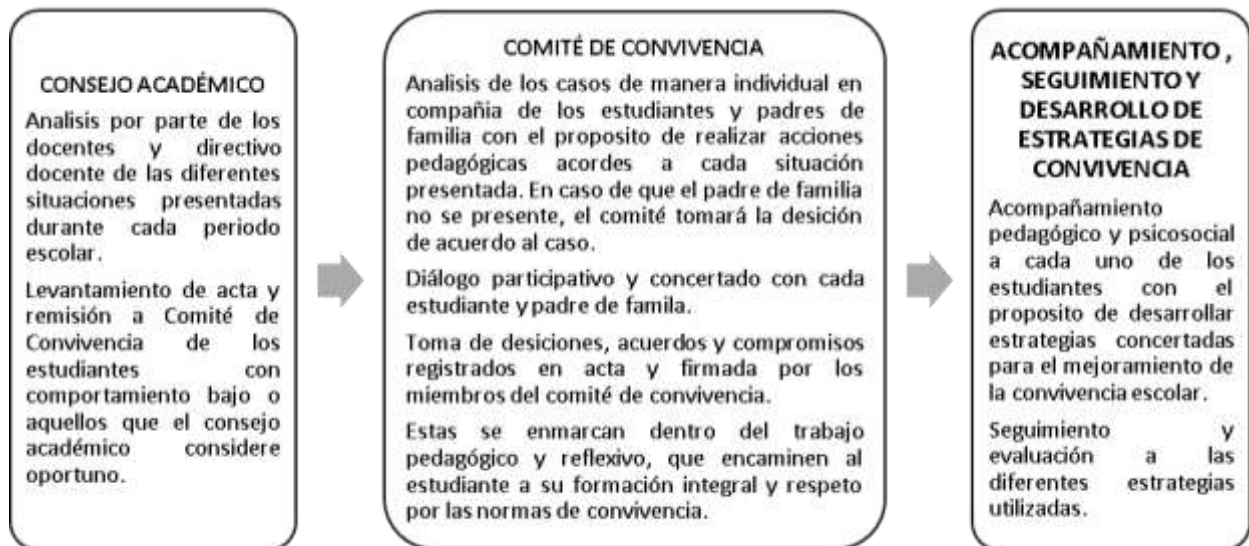 CONSEJO ACADÉMICO
Analisis por parte de los
docentes y directivo
docente de las diferentes
situaciones presentadas
durante cada periodo
escolar.
Levantamiento de acta y
remisión a Comité de
Convivencia de los
estudiantes con
comportamiento bajo o
aquellos que el consejo
académico considere
oportuno.
COMITÉ DE CONVIVENCIA
Analisis de los casos de manera individual en
compañia de los estudiantes y padres de
familia con el proposito de realizar acciones
pedagógicas acordes a cada situación
presentada. En caso de que el padre de familia
no se presente, el comité tomará la desición
de acuerdo al caso.
Diálogo participativo y concertado con cada
estudiante y padre de famila.
Toma de desiciones, acuerdos y compromisos
registrados en acta y firmada por los
miembros del comité de convivencia.
Estas se enmarcan dentro del trabajo
pedagógico y reflexivo, que encaminen al
estudiante a su formación integral y respeto
por las normas de convivencia.
ACOMPAÑAMIENTO ,
SEGUIMIENTO Y
DESARROLLO DE
ESTRATEGIAS DE
CONVIVENCIA
Acompañamiento
pedagógico y psicosocial
a cada uno de los
estudiantes con el
proposito de desarrollar
estrategias concertadas
para el mejoramiento de
la convivencia escolar.
Seguimiento y
evaluación a las
diferentes estrategias
utilizadas.